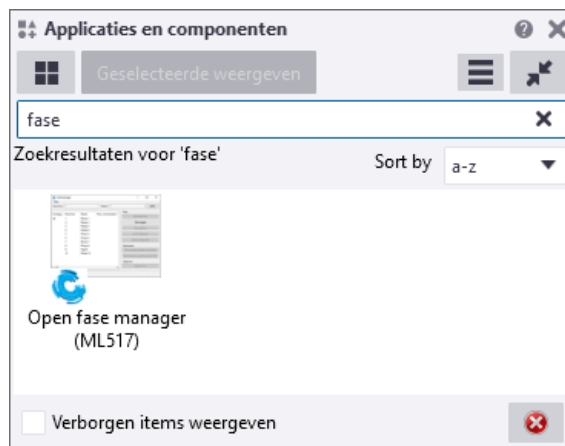 Applicaties en componenten
Geselecteerde weergeven
fase
Zoekresultaten voor 'fase'
Sort by
a-z
Open fase manager
(ML517)
Verborgen items weergeven